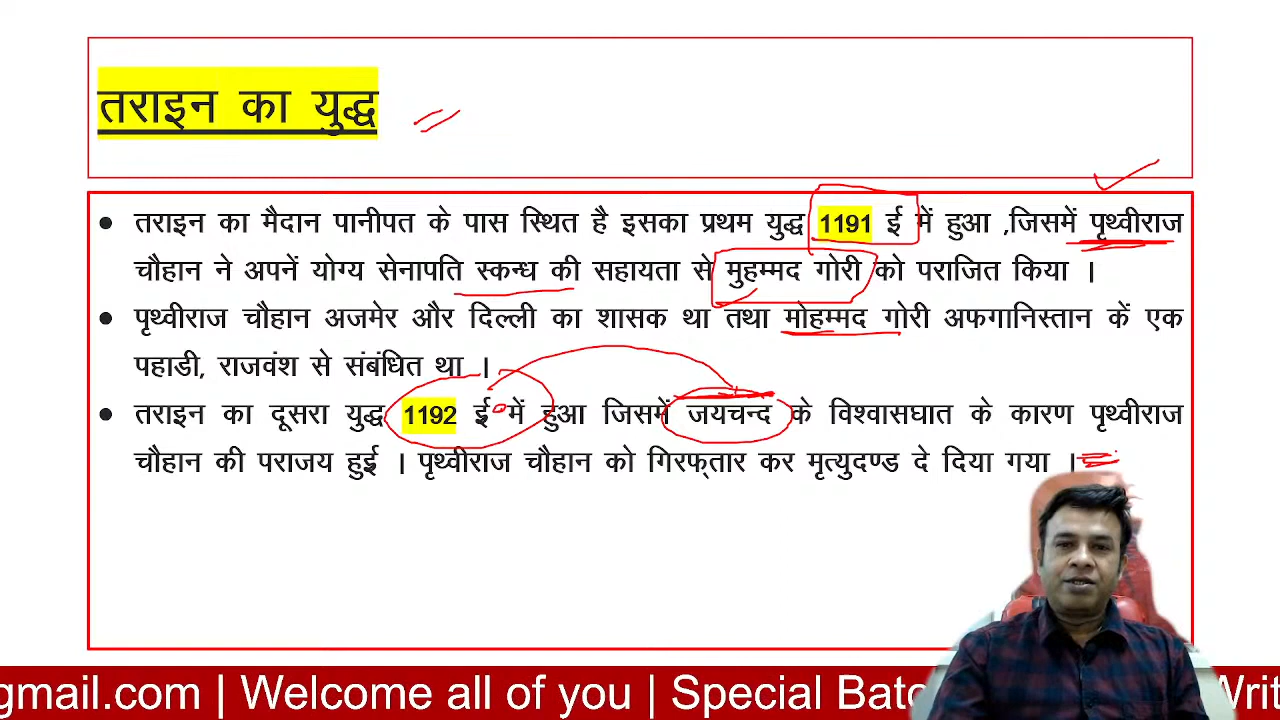 तराइन का युद्ध
• तराइन का मैदान पानीपत के पास स्थित है इसका प्रथम युद्ध 1191 ई में हुआ ,जिसमें पृथ्वीराज
चौहान ने अपनें योग्य सेनापति स्कन्ध की सहायता से मुहम्मद गोरी को पराजित किया ।
• पृथ्वीराज चौहान अजमेर और दिल्ली का शासक था तथा मोहम्मद गोरी अफगानिस्तान कें एक
पहाडी, राजवंश से संबंधित था ।
• तराइन का दूसरा युद्ध 1192 ई में हुआ जिसमें जयचन्द के विश्वासघात के कारण पृथ्वीराज
चौहान की पराजय हुई । पृथ्वीराज चौहान को गिरफ्तार कर मृत्युदण्ड दे दिया गया ।
gmail.com | Welcome all of you | Special Batc Writ